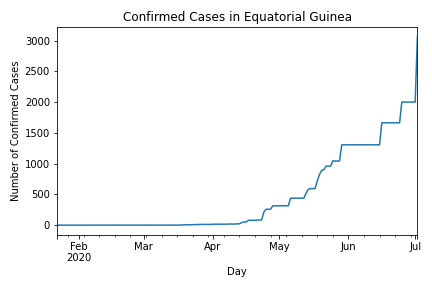 Confirmed Cases in Equatorial Guinea
Number of Confirmed Cases
3000
2500
2000
1500
1000
500
0
Feb Mar Apr May Jun Jul
2020
Day